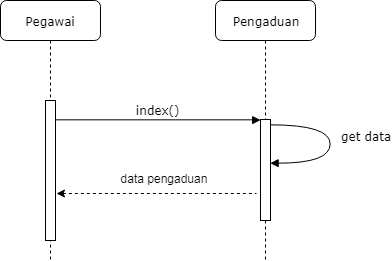 Pegawai
Pengaduan
index()
get data
data pengaduan